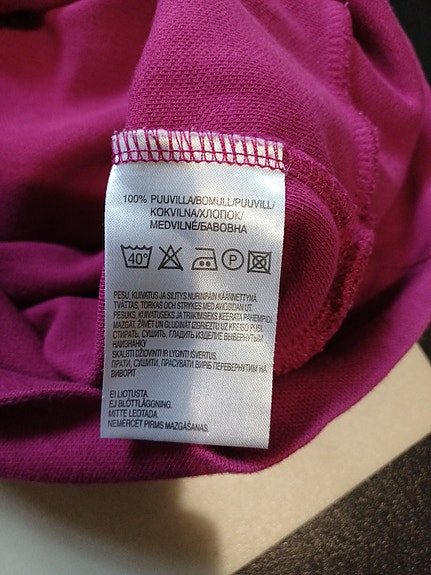 100% PUUVILLA/BOMULL/PUUVILL/
KOKVILNA/ХЛОПОК/
MEDVILNĖ/БАВОВНА
40° P
PESU, KUIVATUS JA SILITYS NURINPÄIN KÄÄNNETTYNÄ.
TVÄTTAS, TORKAS OCH STRYKES MED AVIGSIDAN UT.
PESUKS, KUIVATUSEKS JA TRIIKIMISEKS KEERATA PAREMPIDI.
MAZGĀT, ŽĀVĒT UN GLUDINĀT IZGRIEZTU UZ KREISO PUSI.
СТИРАТЬ, СУШИТЬ, ГЛАДИТЬ ИЗДЕЛИЕ ВЫВЕРНУТЫМ
НАИЗНАНКУ
SKALBTI DŽIOVINTI IR LYGINTI IŠVERTUS.
ПРАТИ, СУШИТИ, ПРАСУВАТИ ВИРІБ ПЕРЕВЕРНУТИМ НА
ВИВОРІТ
EI LIOTUSTA.
EJ BLÖTLÄGGNING.
MITTE LEOTADA.
NEMĒRCĒT PIRMS MAZGĀŠANAS.